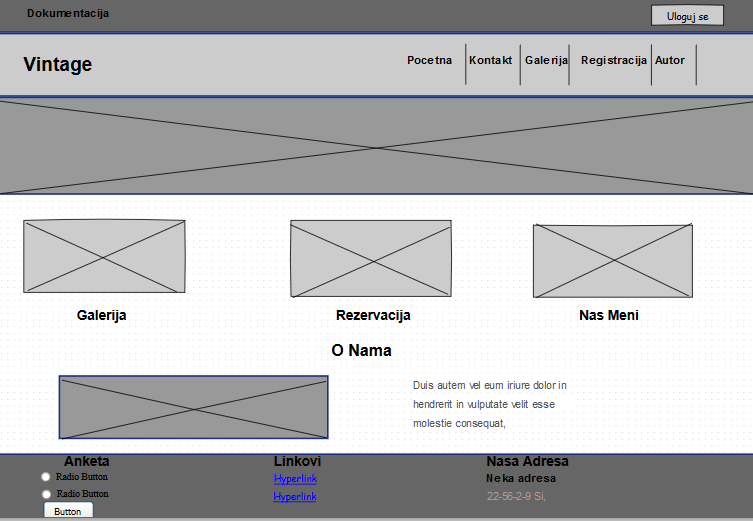 Dokumentacija
Uloguj se
Vintage
Pocetna Kontakt Galerija Registracija Autor
Galerija Rezervacija Nas Meni
O Nama
Duis autem vel eum iriure dolor in
hendrerit in vulputate velit esse
molestie consequat,
Anketa Linkovi Nasa Adresa
Radio Button Hyperlink Neka adresa
Radio Button Hyperlink 22-56-2-9 Si,
Button